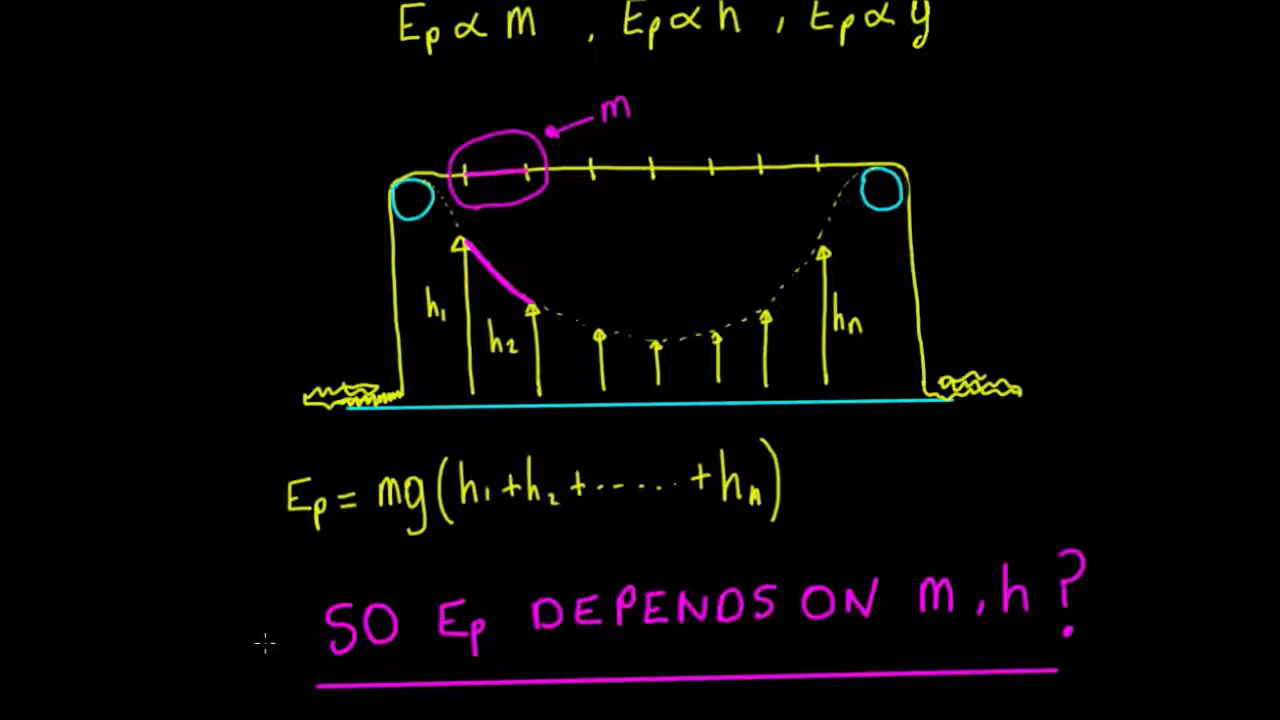 Ep ∝ m , Ep ∝ h , Ep ∝ y
m
h₁
h₂
hₙ
Ep = mg(h₁+h₂+......+hₙ)
SO Ep DEPENDS ON m, h?